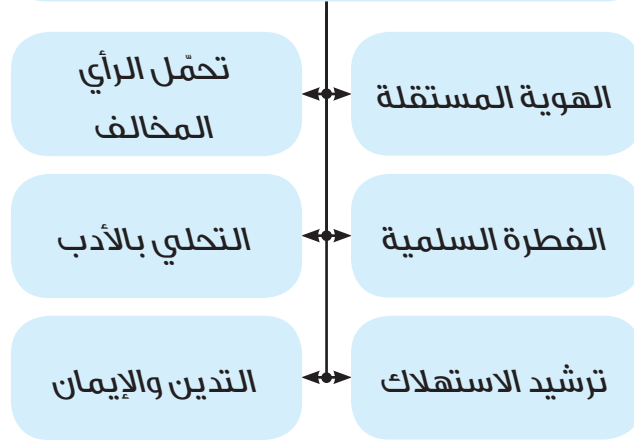 الهوية المستقلة
تحمّل الرأي
المخالف
الفطرة السلمية
التحلي بالأدب
ترشيد الاستهلاك
التدين والإيمان